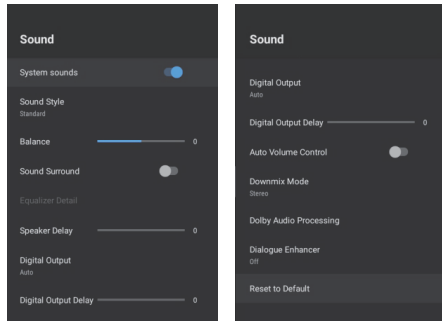 Sound
System sounds
Sound Style
Standard
Balance 0
Sound Surround
Equalizer Detail
Speaker Delay 0
Digital Output
Auto
Digital Output Delay 0
Sound
Digital Output
Auto
Digital Output Delay 0
Auto Volume Control
Downmix Mode
Stereo
Dolby Audio Processing
Dialogue Enhancer
Off
Reset to Default